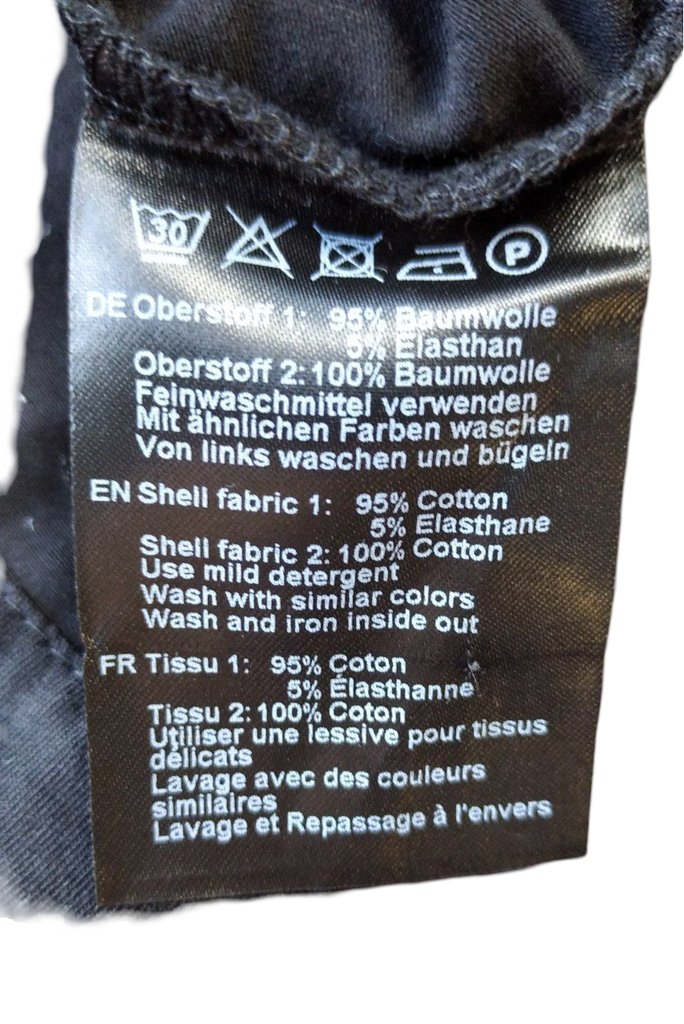 30 P
DE Oberstoff 1: 95% Baumwolle
5% Elasthan
Oberstoff 2: 100% Baumwolle
Feinwaschmittel verwenden
Mit ähnlichen Farben waschen
Von links waschen und bügeln
EN Shell fabric 1: 95% Cotton
5% Elasthane
Shell fabric 2: 100% Cotton
Use mild detergent
Wash with similar colors
Wash and iron inside out
FR Tissu 1: 95% Coton
5% Élasthanne
Tissu 2: 100% Coton
Utiliser une lessive pour tissus
délicats
Lavage avec des couleurs
similaires
Lavage et Repassage à l'envers